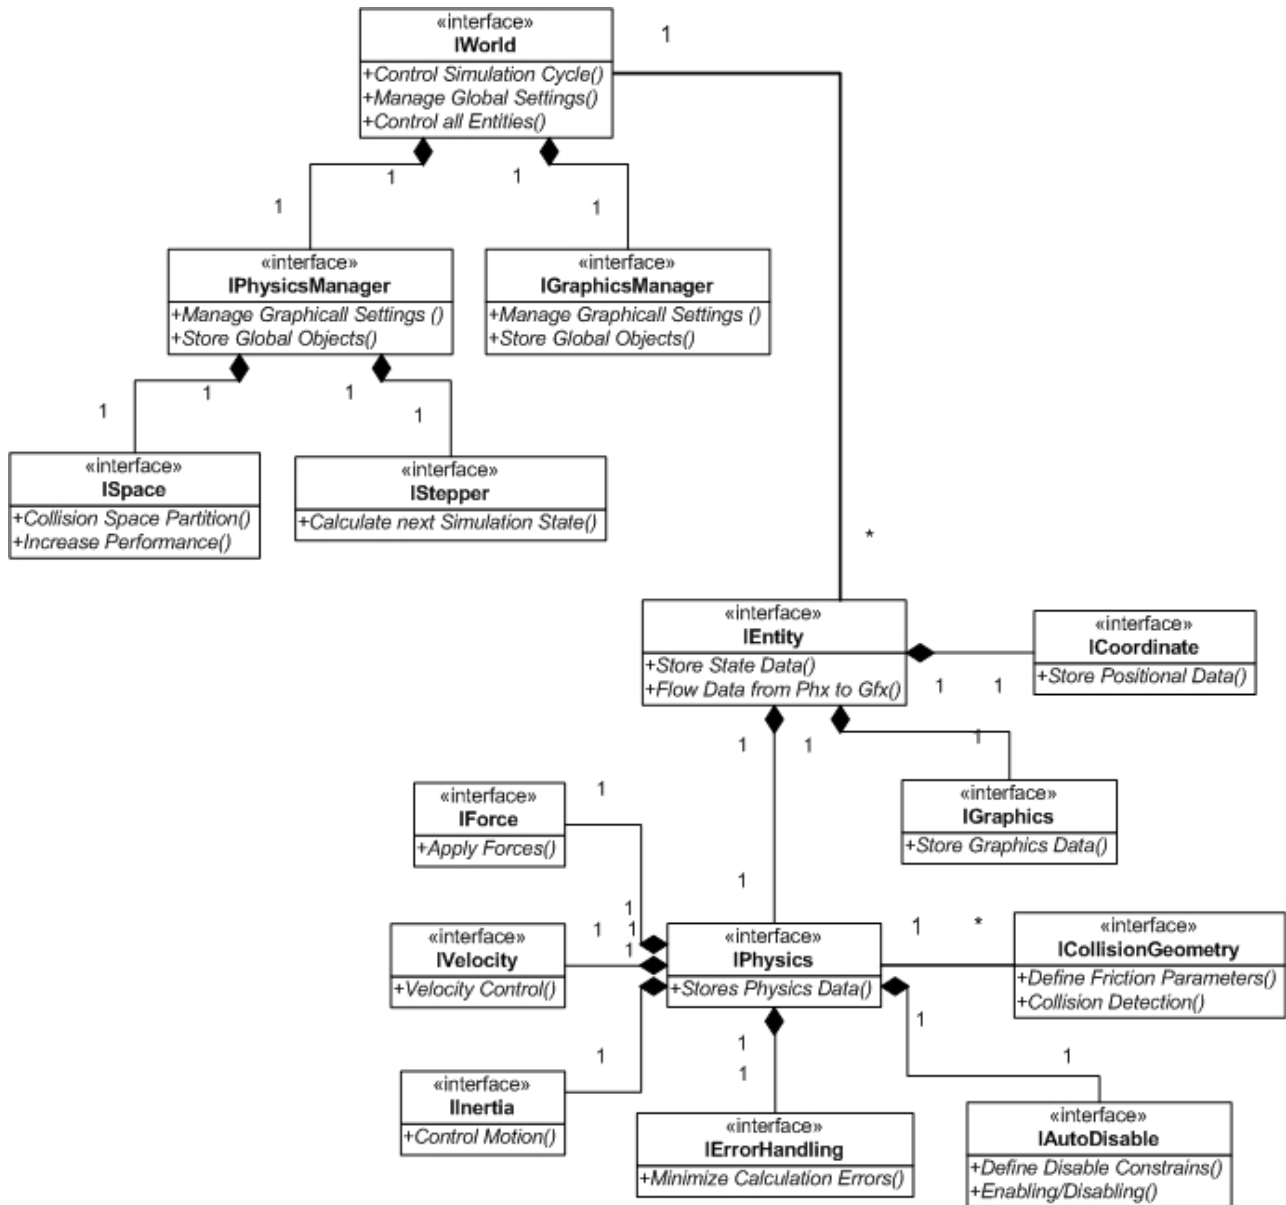 «interface»
IWorld
+Control Simulation Cycle()
+Manage Global Settings()
+Control all Entities()
1
1
1
1
1
«interface»
IPhysicsManager
+Manage Graphicall Settings ()
+Store Global Objects()
«interface»
IGraphicsManager
+Manage Graphicall Settings ()
+Store Global Objects()
1
1
1
1
«interface»
ISpace
+Collision Space Partition()
+Increase Performance()
«interface»
IStepper
+Calculate next Simulation State()
*
«interface»
IEntity
+Store State Data()
+Flow Data from Phx to Gfx()
1
1
«interface»
ICoordinate
+Store Positional Data()
1
1
1
«interface»
IGraphics
+Store Graphics Data()
«interface»
IForce
+Apply Forces()
1
1
1
1
1
1
«interface»
IVelocity
+Velocity Control()
«interface»
IPhysics
+Stores Physics Data()
1
*
«interface»
ICollisionGeometry
+Define Friction Parameters()
+Collision Detection()
1
1
1
1
1
«interface»
IInertia
+Control Motion()
«interface»
IErrorHandling
+Minimize Calculation Errors()
«interface»
IAutoDisable
+Define Disable Constrains()
+Enabling/Disabling()